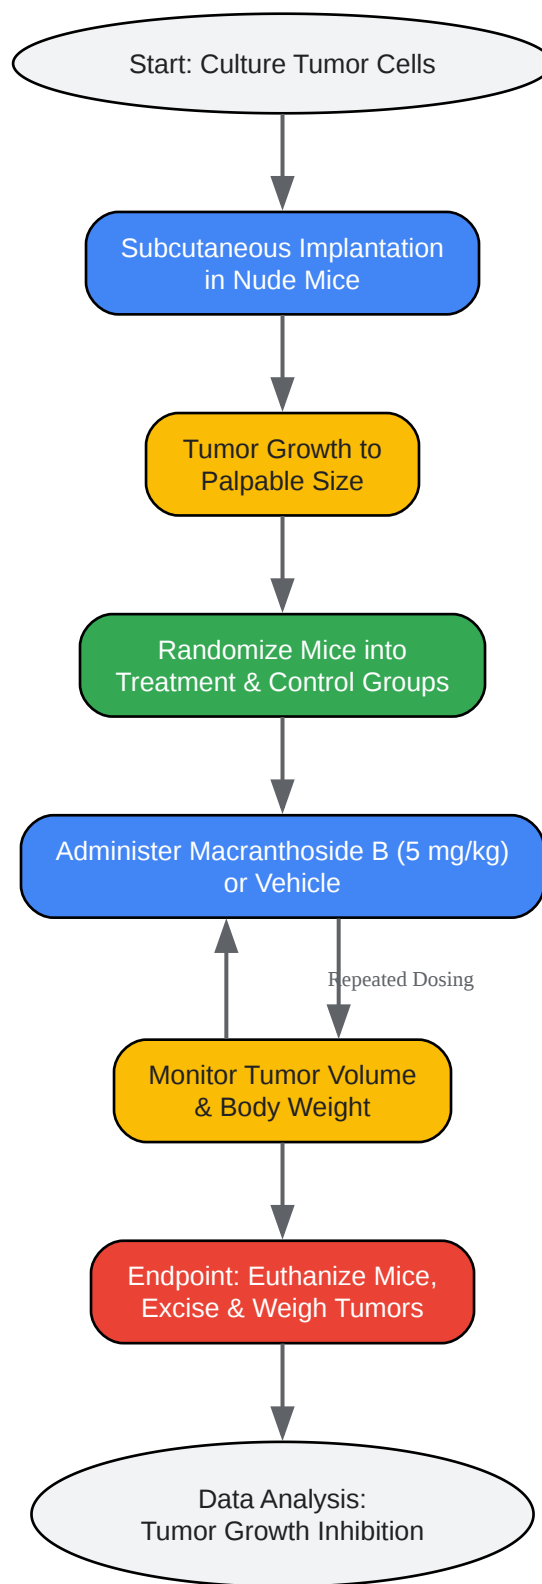 Start: Culture Tumor Cells
Subcutaneous Implantation
in Nude Mice
Tumor Growth to
Palpable Size
Randomize Mice into
Treatment & Control Groups
Administer Macranthoside B (5 mg/kg)
or Vehicle
Repeated Dosing
Monitor Tumor Volume
& Body Weight
Endpoint: Euthanize Mice,
Excise & Weigh Tumors
Data Analysis:
Tumor Growth Inhibition